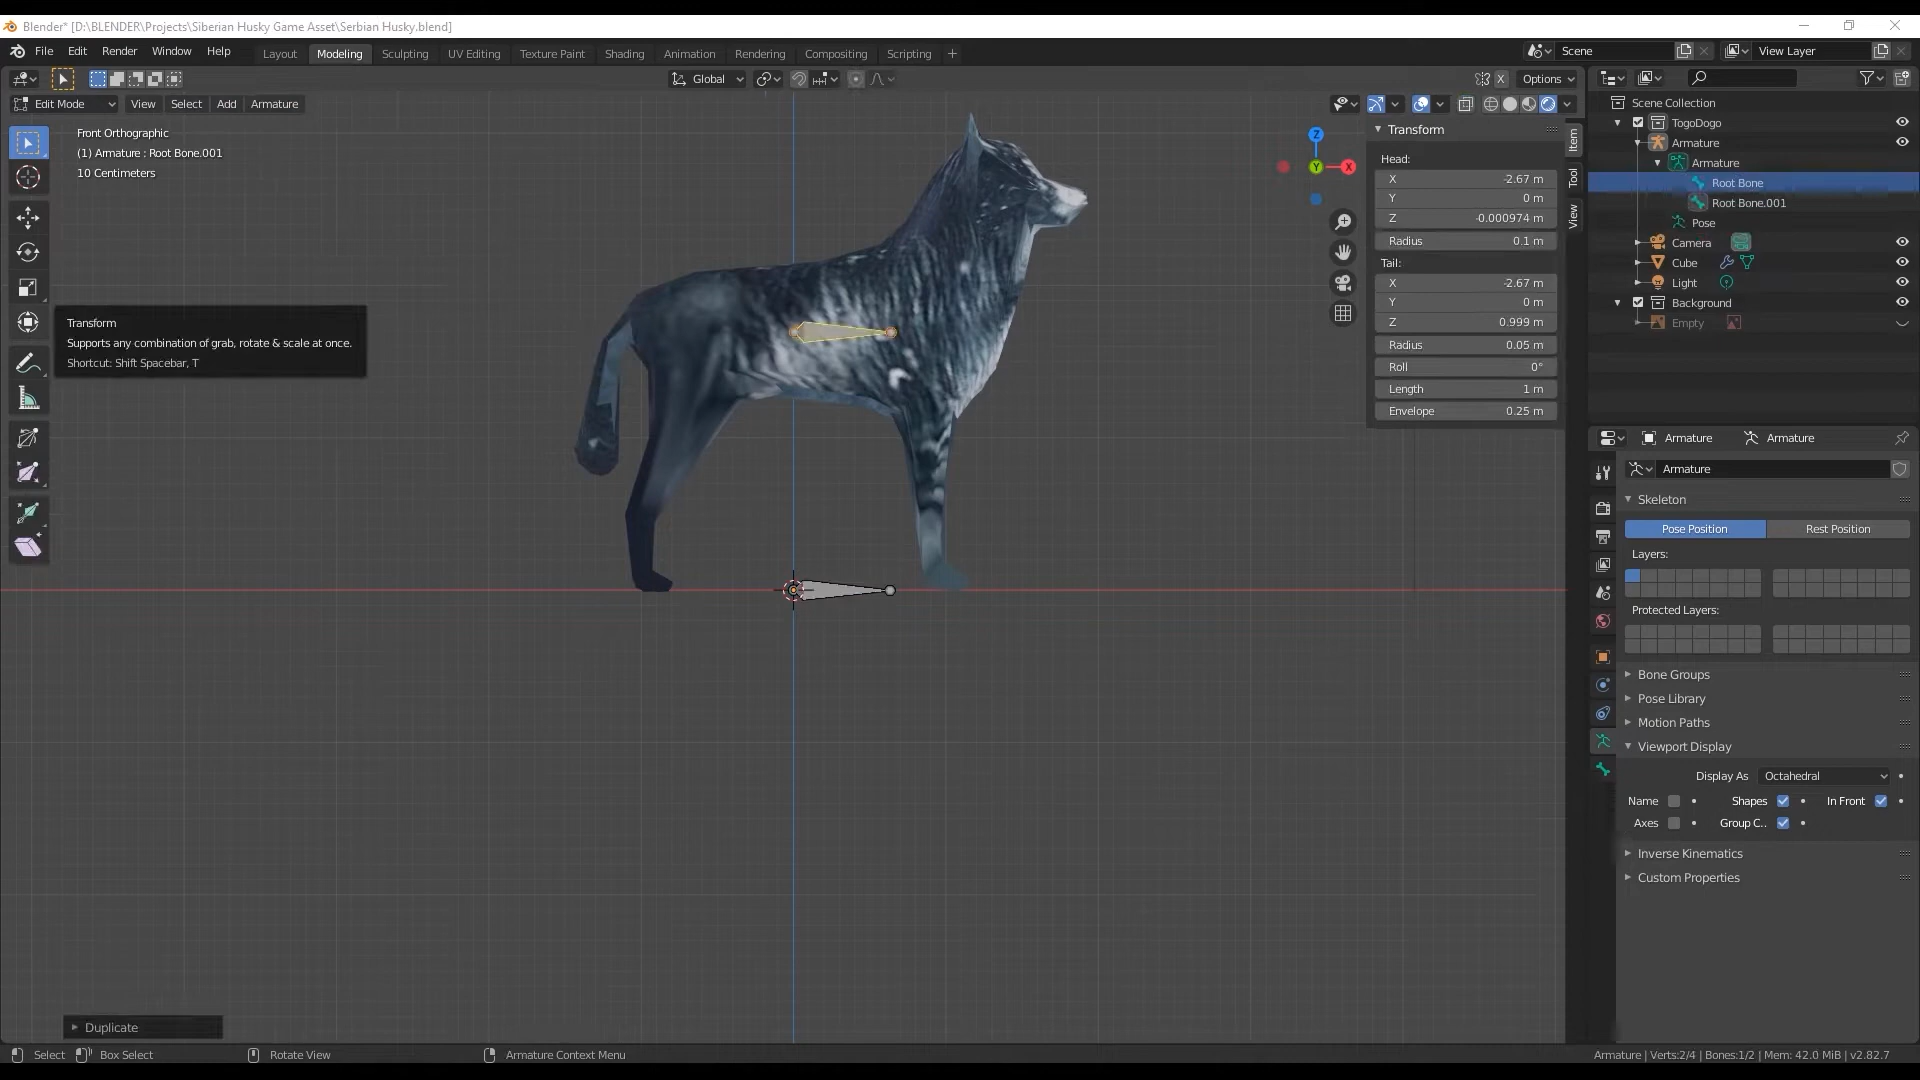 Blender* [D:\BLENDER\Projects\Siberian Husky Game Asset\Serbian Husky.blend]
File Edit Render Window Help Layout Modeling Sculpting UV Editing Texture Paint Shading Animation Rendering Compositing Scripting + Scene View Layer
Global X Options
Edit Mode View Select Add Armature
Front Orthographic
(1) Armature : Root Bone.001
10 Centimeters
Transform
Supports any combination of grab, rotate & scale at once.
Shortcut: Shift Spacebar, T
Z
Y
X
Transform
Head:
X -2.67 m
Y 0 m
Z -0.000974 m
Radius 0.1 m
Tail:
X -2.67 m
Y 0 m
Z 0.999 m
Radius 0.05 m
Roll 0°
Length 1 m
Envelope 0.25 m
Item
Tool
View
Scene Collection
TogoDogo
Armature
Armature
Root Bone
Root Bone.001
Pose
Camera
Cube
Light
Background
Empty
Armature Armature
Armature
Skeleton
Pose Position Rest Position
Layers:
Protected Layers:
Bone Groups
Pose Library
Motion Paths
Viewport Display
Display As Octahedral
Name Shapes In Front
Axes Group C..
Inverse Kinematics
Custom Properties
Duplicate
Select Box Select Rotate View Armature Context Menu Armature | Verts:2/4 | Bones:1/2 | Mem: 42.0 MiB | v2.82.7